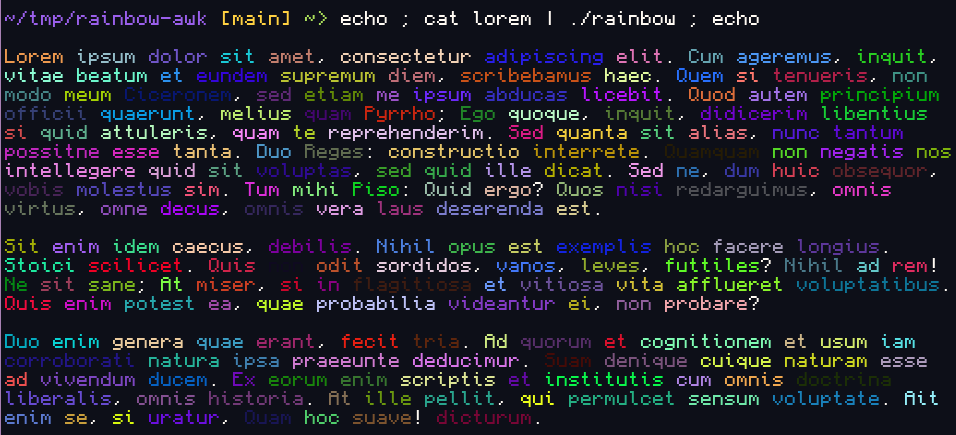 ~/tmp/rainbow-awk [main] ~> echo ; cat lorem | ./rainbow ; echo
Lorem ipsum dolor sit amet, consectetur adipiscing elit. Cum ageremus, inquit,
vitae beatum et eundem supremum diem, scribebamus haec. Quem si tenueris, non
modo meum Ciceronem, sed etiam me ipsum abducas licebit. Quod autem principium
officii quaerunt, melius quam Pyrrho; Ego quoque, inquit, didicerim libentius
si quid attuleris, quam te reprehenderim. Sed quanta sit alias, nunc tantum
possitne esse tanta. Duo Reges: constructio interrete. Quamquam non negatis nos
intellegere quid sit voluptas, sed quid ille dicat. Sed ne, dum huic obsequor,
vobis molestus sim. Tum mihi Piso: Quid ergo? Quos nisi redarguimus, omnis
virtus, omne decus, omnis vera laus deserenda est.
Sit enim idem caecus, debilis. Nihil opus est exemplis hoc facere longius.
Stoici scilicet. Quis odit sordidos, vanos, leves, futtiles? Nihil ad rem!
Ne sit sane; At miser, si in flagitiosa et vitiosa vita afflueret voluptatibus.
Quis enim potest ea, quae probabilia videantur ei, non probare?
Duo enim genera quae erant, fecit tria. Ad quorum et cognitionem et usum iam
corroborati natura ipsa praeeunte deducimur. Suam denique cuique naturam esse
ad vivendum ducem. Ex eorum enim scriptis et institutis cum omnis doctrina
liberalis, omnis historia. At ille pellit, qui permulcet sensum voluptate. Ait
enim se, si uratur, Quam hoc suave! dicturum.